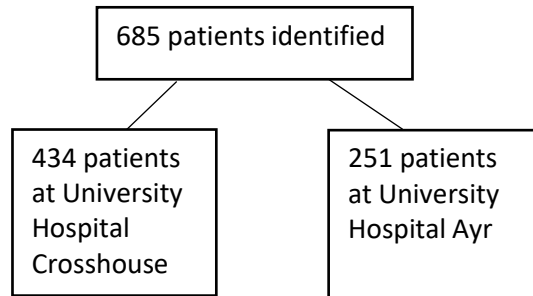 685 patients identified
434 patients
at University
Hospital
Crosshouse
251 patients
at University
Hospital Ayr